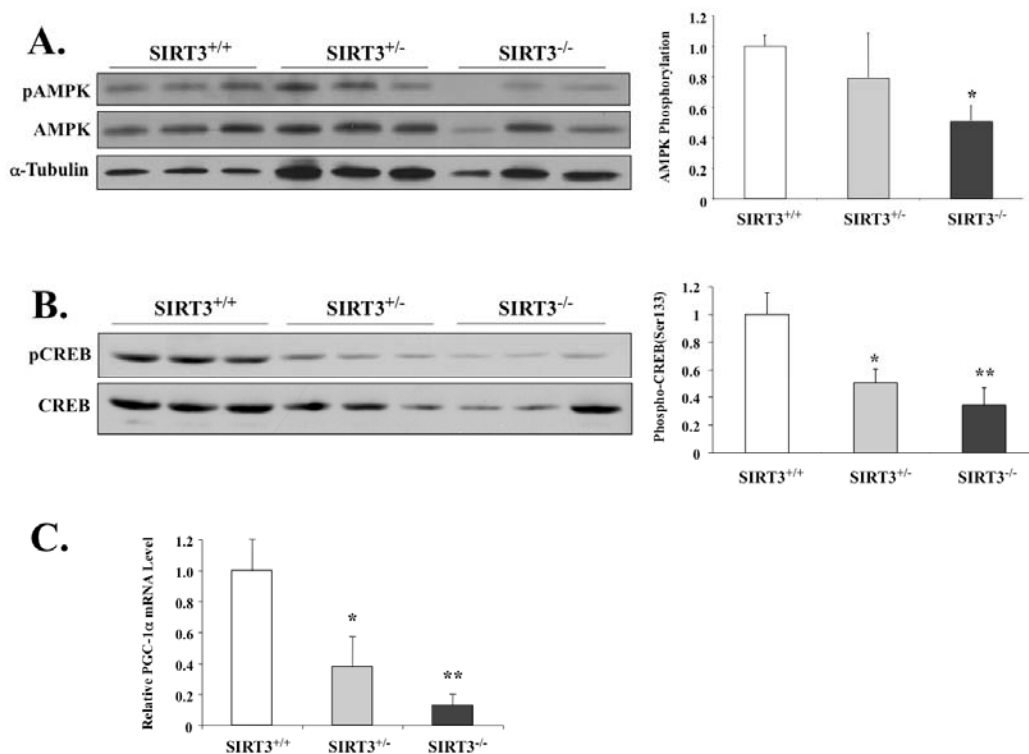 A.
SIRT3+/+ SIRT3+/- SIRT3-/-
pAMPK
AMPK
α-Tubulin
AMPK Phosphorylation
1.2
1.0
0.8
0.6
0.4
0.2
0
*
SIRT3+/+ SIRT3+/- SIRT3-/-
B.
SIRT3+/+ SIRT3+/- SIRT3-/-
pCREB
CREB
Phospho-CREB(Ser133)
1.2
1
0.8
0.6
0.4
0.2
0
* **
SIRT3+/+ SIRT3+/- SIRT3-/-
C.
Relative PGC-1α mRNA Level
1.2
1.0
0.8
0.6
0.4
0.2
0
* **
SIRT3+/+ SIRT3+/- SIRT3-/-